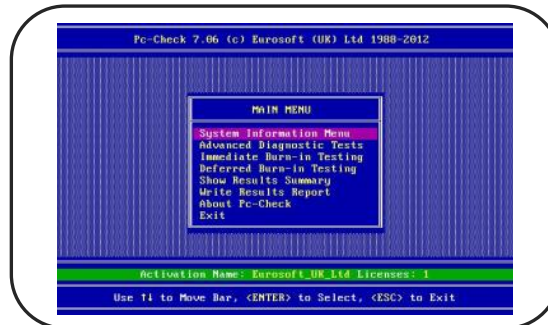 Pc-Check 7.06 (c) Eurosoft (UK) Ltd 1988-2012
MAIN MENU
System Information Menu
Advanced Diagnostic Tests
Immediate Burn-in Testing
Deferred Burn-in Testing
Show Results Summary
Write Results Report
About Pc-Check
Exit
Activation Name: Eurosoft_UK_Ltd Licenses: 1
Use ↑↓ to Move Bar, <ENTER> to Select, <ESC> to Exit